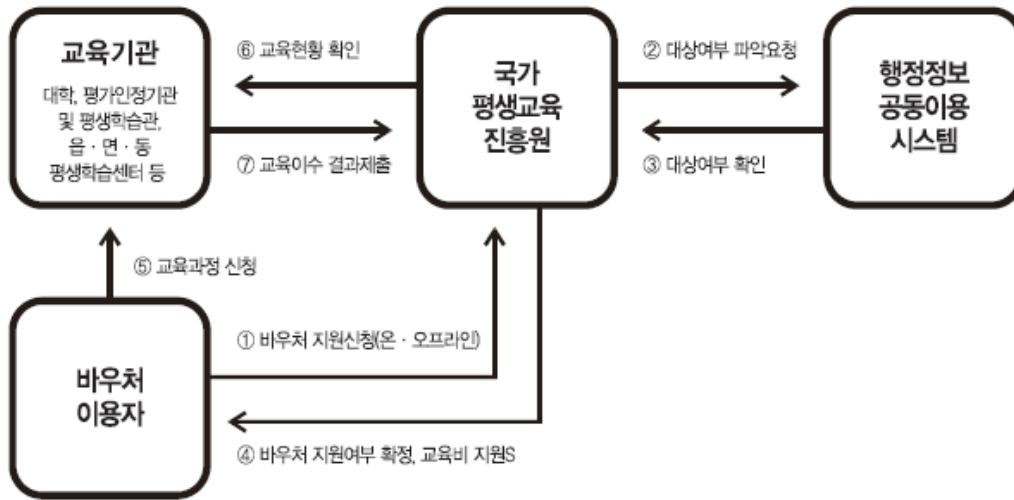 교육기관
대학, 평가인정기관
및 평생학습관,
읍·면·동
평생학습센터 등
⑥ 교육현황 확인
⑦ 교육이수 결과제출
국가
평생교육
진흥원
② 대상여부 파악요청
③ 대상여부 확인
행정정보
공동이용
시스템
⑤ 교육과정 신청
바우처
이용자
① 바우처 지원신청(온·오프라인)
④ 바우처 지원여부 확정, 교육비 지원S